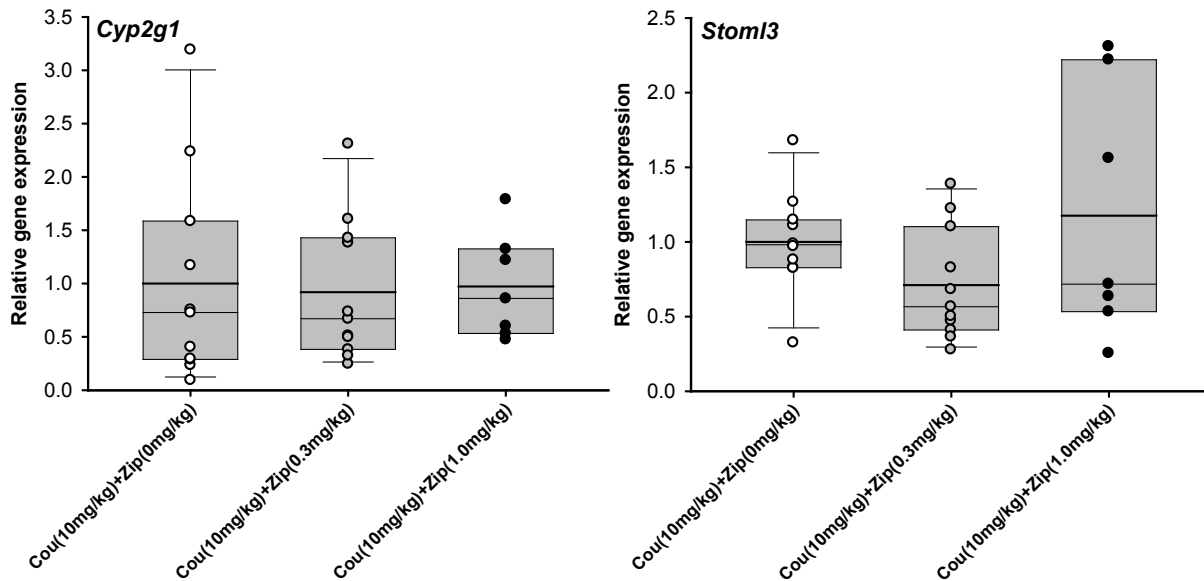 Cyp2g1
Relative gene expression
3.5
3.0
2.5
2.0
1.5
1.0
0.5
0.0
Cou(10mg/kg)+Zip(0mg/kg)
Cou(10mg/kg)+Zip(0.3mg/kg)
Cou(10mg/kg)+Zip(1.0mg/kg)
Stoml3
Relative gene expression
2.5
2.0
1.5
1.0
0.5
0.0
Cou(10mg/kg)+Zip(0mg/kg)
Cou(10mg/kg)+Zip(0.3mg/kg)
Cou(10mg/kg)+Zip(1.0mg/kg)